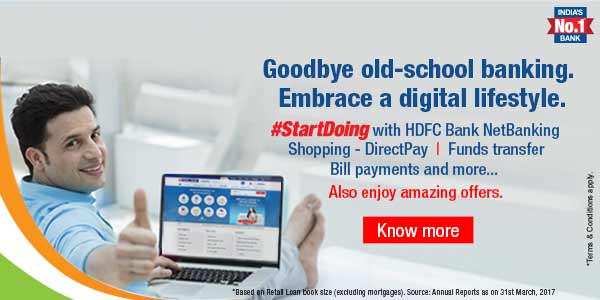 INDIA'S
No.1
BANK
Goodbye old-school banking.
Embrace a digital lifestyle.
#StartDoing with HDFC Bank NetBanking
Shopping - DirectPay | Funds transfer
Bill payments and more...
Also enjoy amazing offers.
Know more
*Terms & Conditions apply.
*Based on Retail Loan book size (excluding mortgages). Source: Annual Reports as on 31st March, 2017